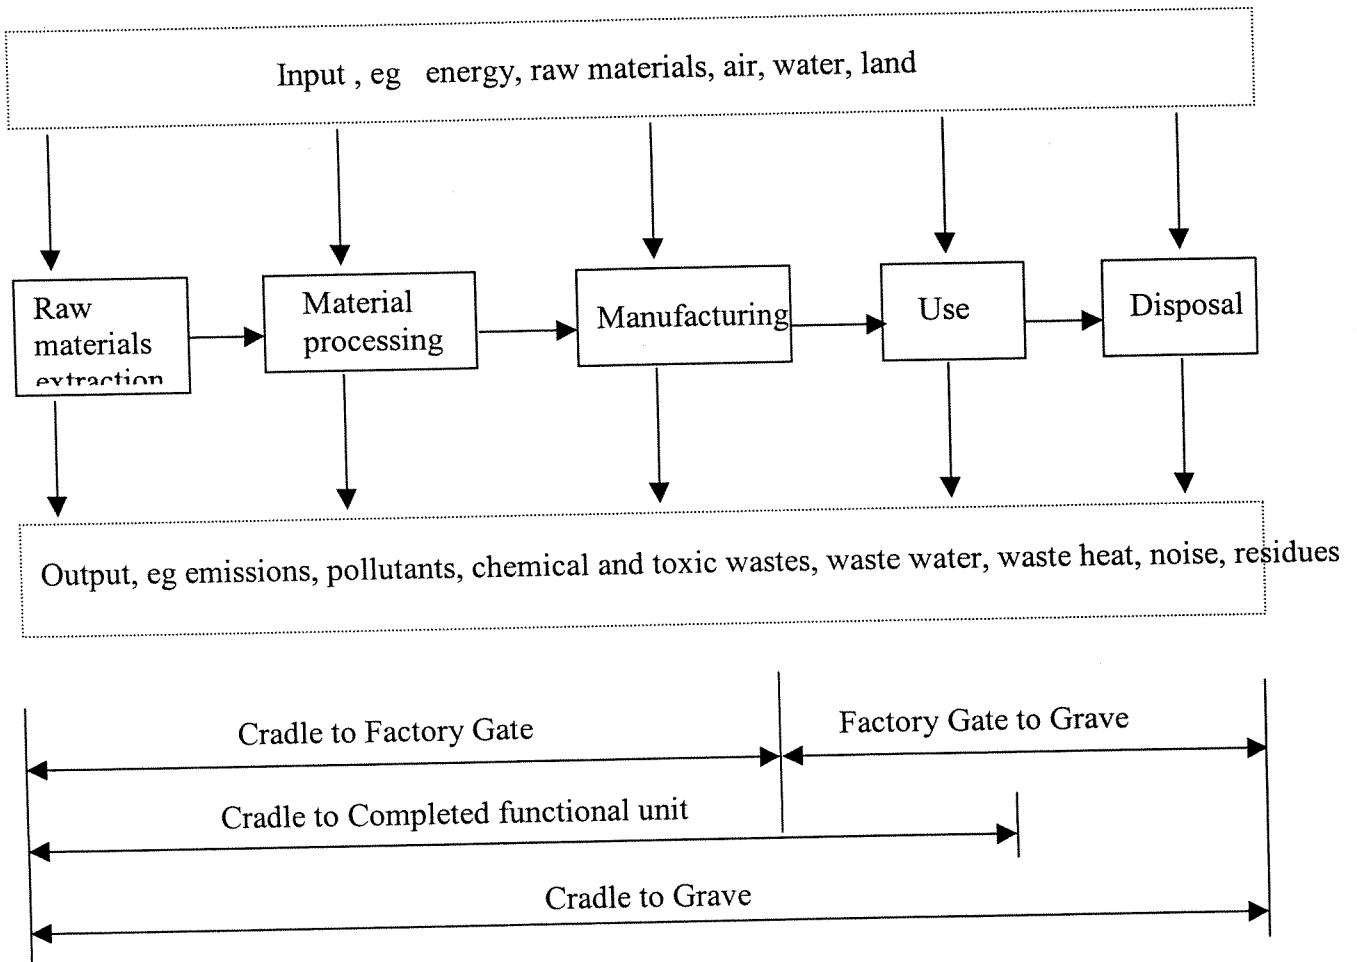 Input , eg energy, raw materials, air, water, land
Raw
materials
extraction
Material
processing
Manufacturing
Use
Disposal
Output, eg emissions, pollutants, chemical and toxic wastes, waste water, waste heat, noise, residues
Cradle to Factory Gate
Factory Gate to Grave
Cradle to Completed functional unit
Cradle to Grave